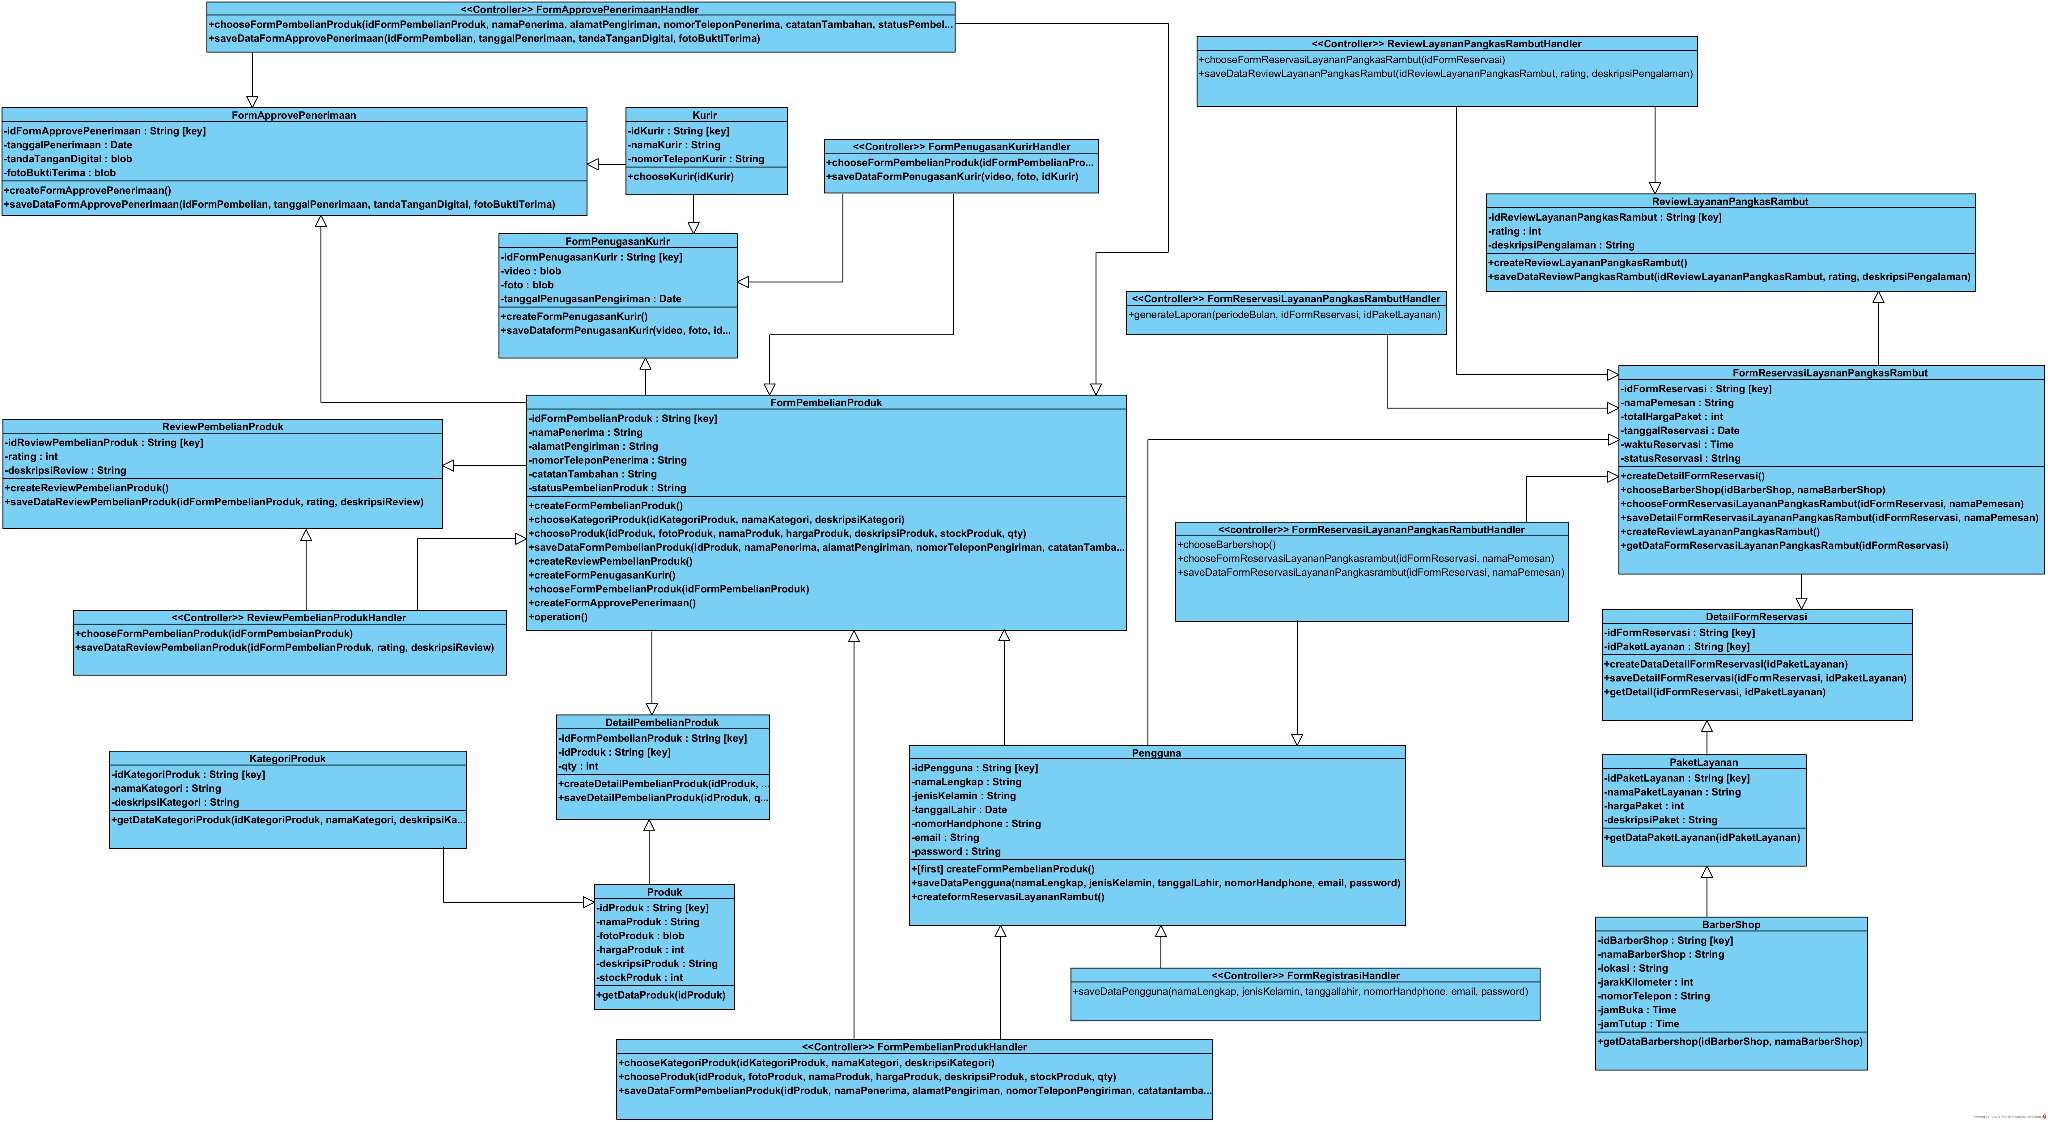 <<Controller>> FormApprovePenerimaanHandler
+chooseFormPembelianProduk(idFormPembelianProduk, namaPenerima, alamatPengiriman, nomorTeleponPenerima, catatanTambahan, statusPembel...
+saveDataFormApprovePenerimaan(idFormPembelian, tanggalPenerimaan, tandaTanganDigital, fotoBuktiTerima)
<<Controller>> ReviewLayananPangkasRambutHandler
+chooseFormReservasiLayananPangkasRambut(idFormReservasi)
+saveDataReviewLayananPangkasRambut(idReviewLayananPangkasRambut, rating, deskripsiPengalaman)
FormApprovePenerimaan
-idFormApprovePenerimaan : String [key]
-tanggalPenerimaan : Date
-tandaTanganDigital : blob
-fotoBuktiTerima : blob
+createFormApprovePenerimaan()
+saveDataFormApprovePenerimaan(idFormPembelian, tanggalPenerimaan, tandaTanganDigital, fotoBuktiTerima)
Kurir
-idKurir : String [key]
-namaKurir : String
-nomorTeleponKurir : String
+chooseKurir(idKurir)
<<Controller>> FormPenugasanKurirHandler
+chooseFormPembelianProduk(idFormPembelianPro...
+saveDataFormPenugasanKurir(video, foto, idKurir)
ReviewLayananPangkasRambut
-idReviewLayananPangkasRambut : String [key]
-rating : int
-deskripsiPengalaman : String
+createReviewLayananPangkasRambut()
+saveDataReviewPangkasRambut(idReviewLayananPangkasRambut, rating, deskripsiPengalaman)
FormPenugasanKurir
-idFormPenugasanKurir : String [key]
-video : blob
-foto : blob
-tanggalPenugasanPengiriman : Date
+createFormPenugasanKurir()
+saveDataformPenugasanKurir(video, foto, id...
<<Controller>> FormReservasiLayananPangkasRambutHandler
+generateLaporan(periodeBulan, idFormReservasi, idPaketLayanan)
FormReservasiLayananPangkasRambut
-idFormReservasi : String [key]
-namaPemesan : String
-totalHargaPaket : int
-tanggalReservasi : Date
-waktuReservasi : Time
-statusReservasi : String
+createDetailFormReservasi()
+chooseBarberShop(idBarberShop, namaBarberShop)
+chooseFormReservasiLayananPangkasRambut(idFormReservasi, namaPemesan)
+saveDetailFormReservasiLayananPangkasRambut(idFormReservasi, namaPemesan)
+createReviewLayananPangkasRambut()
+getDataFormReservasiLayananPangkasRambut(idFormReservasi)
FormPembelianProduk
-idFormPembelianProduk : String [key]
-namaPenerima : String
-alamatPengiriman : String
-nomorTeleponPenerima : String
-catatanTambahan : String
-statusPembelianProduk : String
+createFormPembelianProduk()
+chooseKategoriProduk(idKategoriProduk, namaKategori, deskripsiKategori)
+chooseProduk(idProduk, fotoProduk, namaProduk, hargaProduk, deskripsiProduk, stockProduk, qty)
+saveDataFormPembelianProduk(idProduk, namaPenerima, alamatPengiriman, nomorTeleponPengiriman, catatanTamba...
+createReviewPembelianProduk()
+createFormPenugasanKurir()
+chooseFormPembelianProduk(idFormPembelianProduk)
+createFormApprovePenerimaan()
+operation()
ReviewPembelianProduk
-idReviewPembelianProduk : String [key]
-rating : int
-deskripsiReview : String
+createReviewPembelianProduk()
+saveDataReviewPembelianProduk(idFormPembelianProduk, rating, deskripsiReview)
<<controller>> FormReservasiLayananPangkasRambutHandler
+chooseBarbershop()
+chooseFormReservasiLayananPangkasrambut(idFormReservasi, namaPemesan)
+saveDataFormReservasiLayananPangkasrambut(idFormReservasi, namaPemesan)
<<Controller>> ReviewPembelianProdukHandler
+chooseFormPembelianProduk(idFormPembeianProduk)
+saveDataReviewPembelianProduk(idFormPembelianProduk, rating, deskripsiReview)
DetailFormReservasi
-idFormReservasi : String [key]
-idPaketLayanan : String [key]
+createDataDetailFormReservasi(idPaketLayanan)
+saveDetailFormReservasi(idFormReservasi, idPaketLayanan)
+getDetail(idFormReservasi, idPaketLayanan)
DetailPembelianProduk
-idFormPembelianProduk : String [key]
-idProduk : String [key]
-qty : int
+createDetailPembelianProduk(idProduk, ...
+saveDetailPembelianProduk(idProduk, q...
KategoriProduk
-idKategoriProduk : String [key]
-namaKategori : String
-deskripsiKategori : String
+getDataKategoriProduk(idKategoriProduk, namaKategori, deskripsiKa...
Pengguna
-idPengguna : String [key]
-namaLengkap : String
-jenisKelamin : String
-tanggalLahir : Date
-nomorHandphone : String
-email : String
-password : String
+[first] createFormPembelianProduk()
+saveDataPengguna(namaLengkap, jenisKelamin, tanggalLahir, nomorHandphone, email, password)
+createformReservasiLayananRambut()
PaketLayanan
-idPaketLayanan : String [key]
-namaPaketLayanan : String
-hargaPaket : int
-deskripsiPaket : String
+getDataPaketLayanan(idPaketLayanan)
Produk
-idProduk : String [key]
-namaProduk : String
-fotoProduk : blob
-hargaProduk : int
-deskripsiProduk : String
-stockProduk : int
+getDataProduk(idProduk)
BarberShop
-idBarberShop : String [key]
-namaBarberShop : String
-lokasi : String
-jarakKilometer : int
-nomorTelepon : String
-jamBuka : Time
-jamTutup : Time
+getDataBarbershop(idBarberShop, namaBarberShop)
<<Controller>> FormRegistrasiHandler
+saveDataPengguna(namaLengkap, jenisKelamin, tanggallahir, nomorHandphone, email, password)
<<Controller>> FormPembelianProdukHandler
+chooseKategoriProduk(idKategoriProduk, namaKategori, deskripsiKategori)
+chooseProduk(idProduk, fotoProduk, namaProduk, hargaProduk, deskripsiProduk, stockProduk, qty)
+saveDataFormPembelianProduk(idProduk, namaPenerima, alamatPengiriman, nomorTeleponPengiriman, catatantamba...